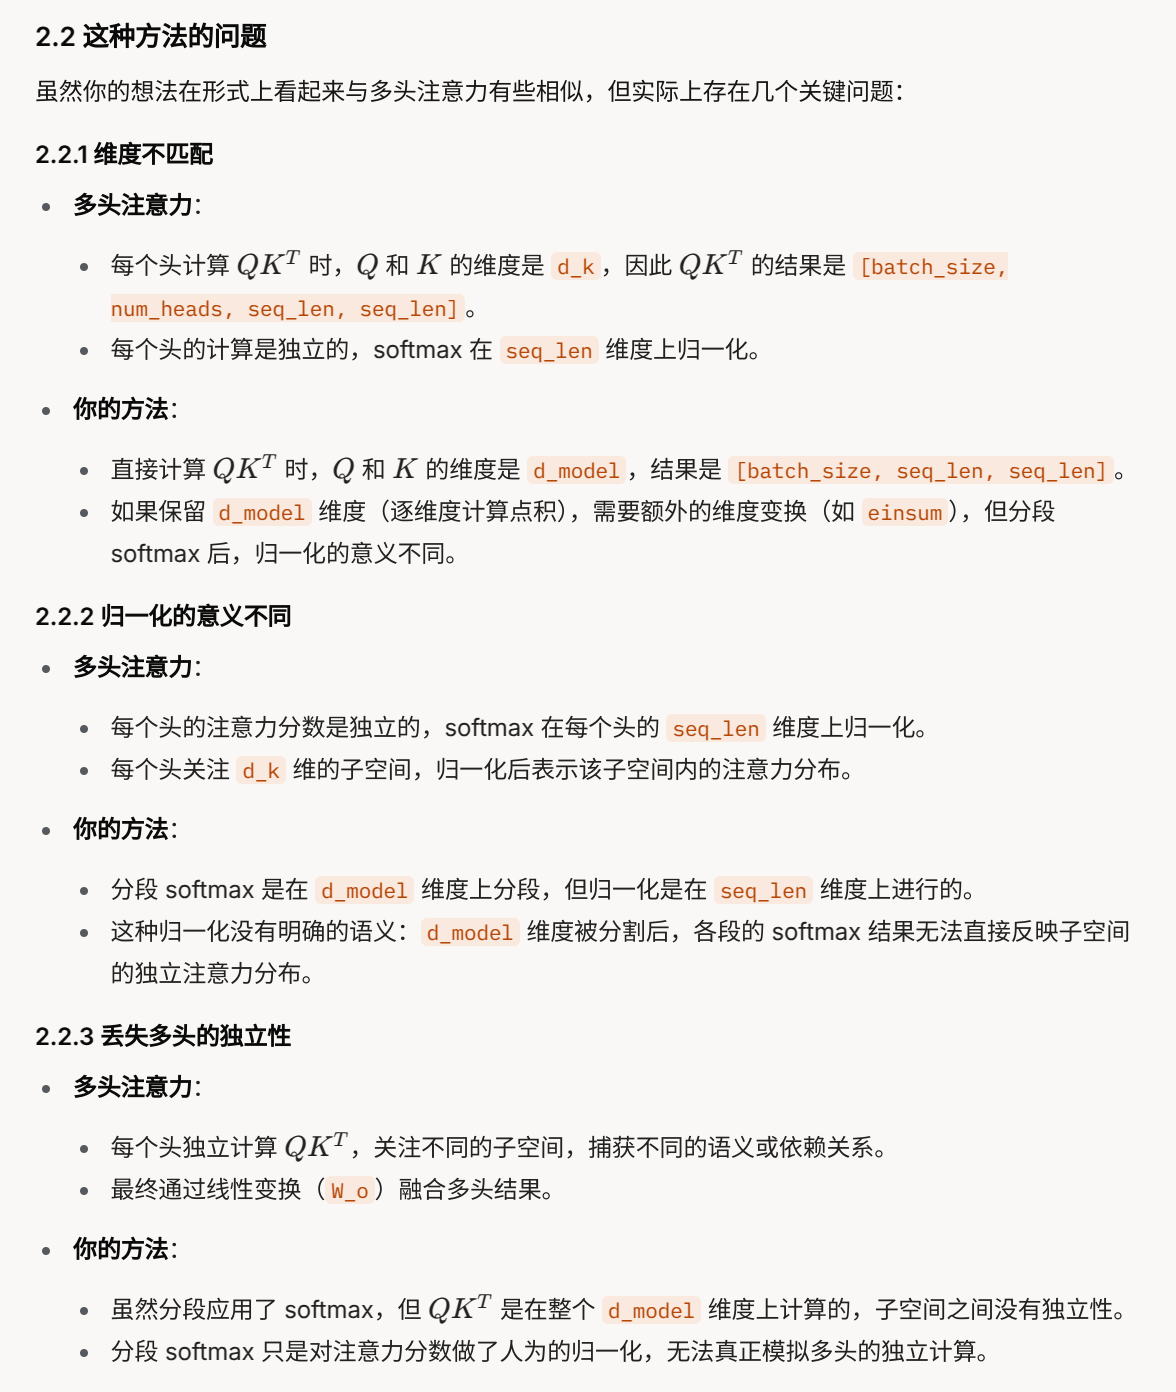 2.2 这种方法的问题
虽然你的想法在形式上看起来与多头注意力有些相似，但实际上存在几个关键问题：
2.2.1 维度不匹配
• 多头注意力：
• 每个头计算 QK^T 时，Q 和 K 的维度是 d_k，因此 QK^T 的结果是 [batch_size,
num_heads, seq_len, seq_len]。
• 每个头的计算是独立的，softmax 在 seq_len 维度上归一化。
• 你的方法：
• 直接计算 QK^T 时，Q 和 K 的维度是 d_model，结果是 [batch_size, seq_len, seq_len]。
• 如果保留 d_model 维度（逐维度计算点积），需要额外的维度变换（如 einsum），但分段
softmax 后，归一化的意义不同。
2.2.2 归一化的意义不同
• 多头注意力：
• 每个头的注意力分数是独立的，softmax 在每个头的 seq_len 维度上归一化。
• 每个头关注 d_k 维的子空间，归一化后表示该子空间内的注意力分布。
• 你的方法：
• 分段 softmax 是在 d_model 维度上分段，但归一化是在 seq_len 维度上进行的。
• 这种归一化没有明确的语义：d_model 维度被分割后，各段的 softmax 结果无法直接反映子空间
的独立注意力分布。
2.2.3 丢失多头的独立性
• 多头注意力：
• 每个头独立计算 QK^T，关注不同的子空间，捕获不同的语义或依赖关系。
• 最终通过线性变换（W_o）融合多头结果。
• 你的方法：
• 虽然分段应用了 softmax，但 QK^T 是在整个 d_model 维度上计算的，子空间之间没有独立性。
• 分段 softmax 只是对注意力分数做了人为的归一化，无法真正模拟多头的独立计算。